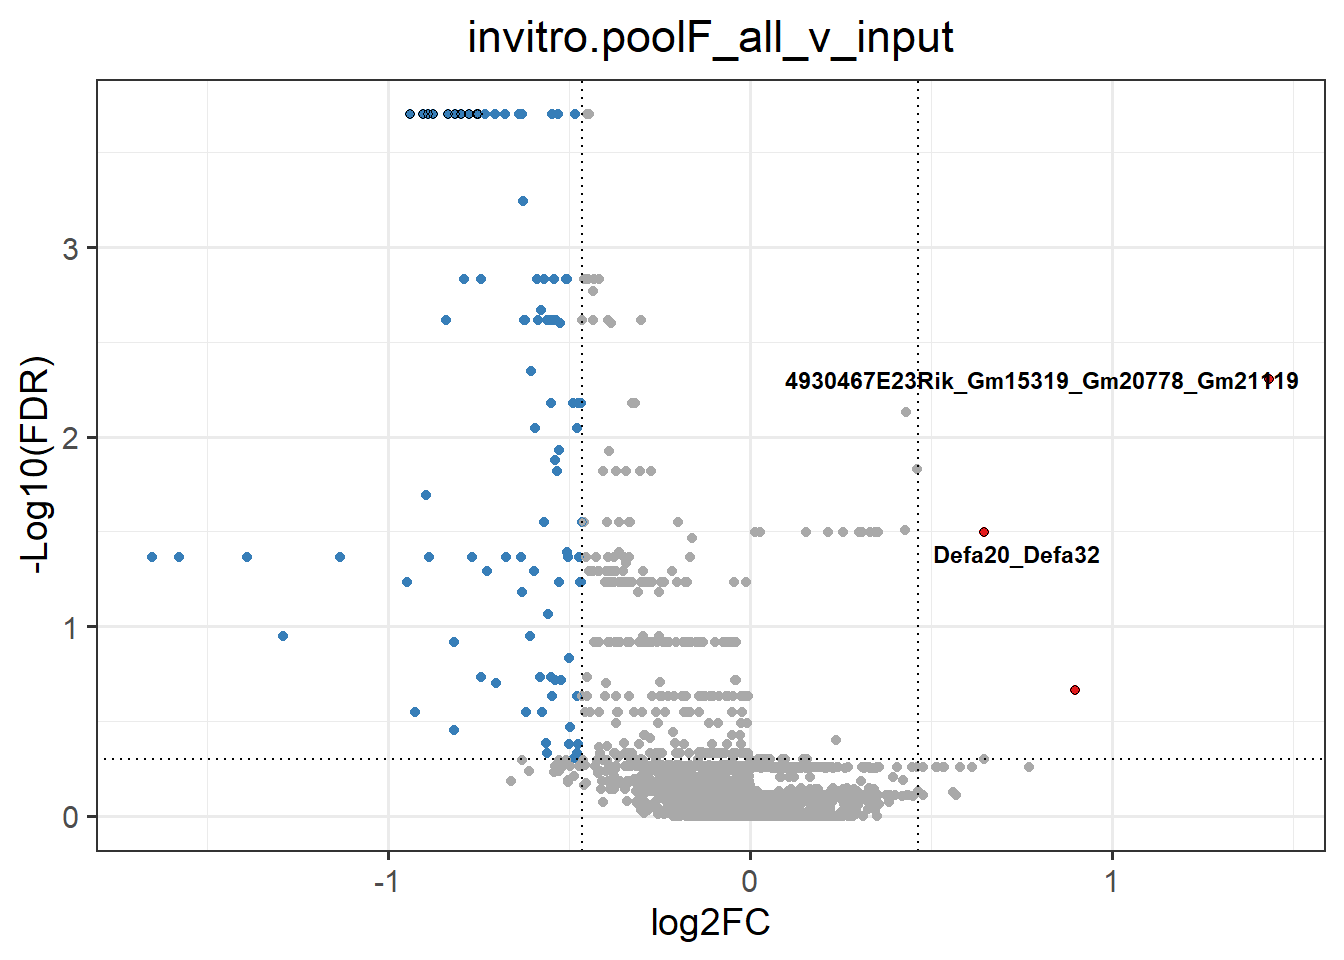 invitro.poolF_all_v_input
-Log10(FDR)
3
2
1
0
4930467E23Rik_Gm15319_Gm20778_Gm21119
Defa20_Defa32
-1
0
1
log2FC